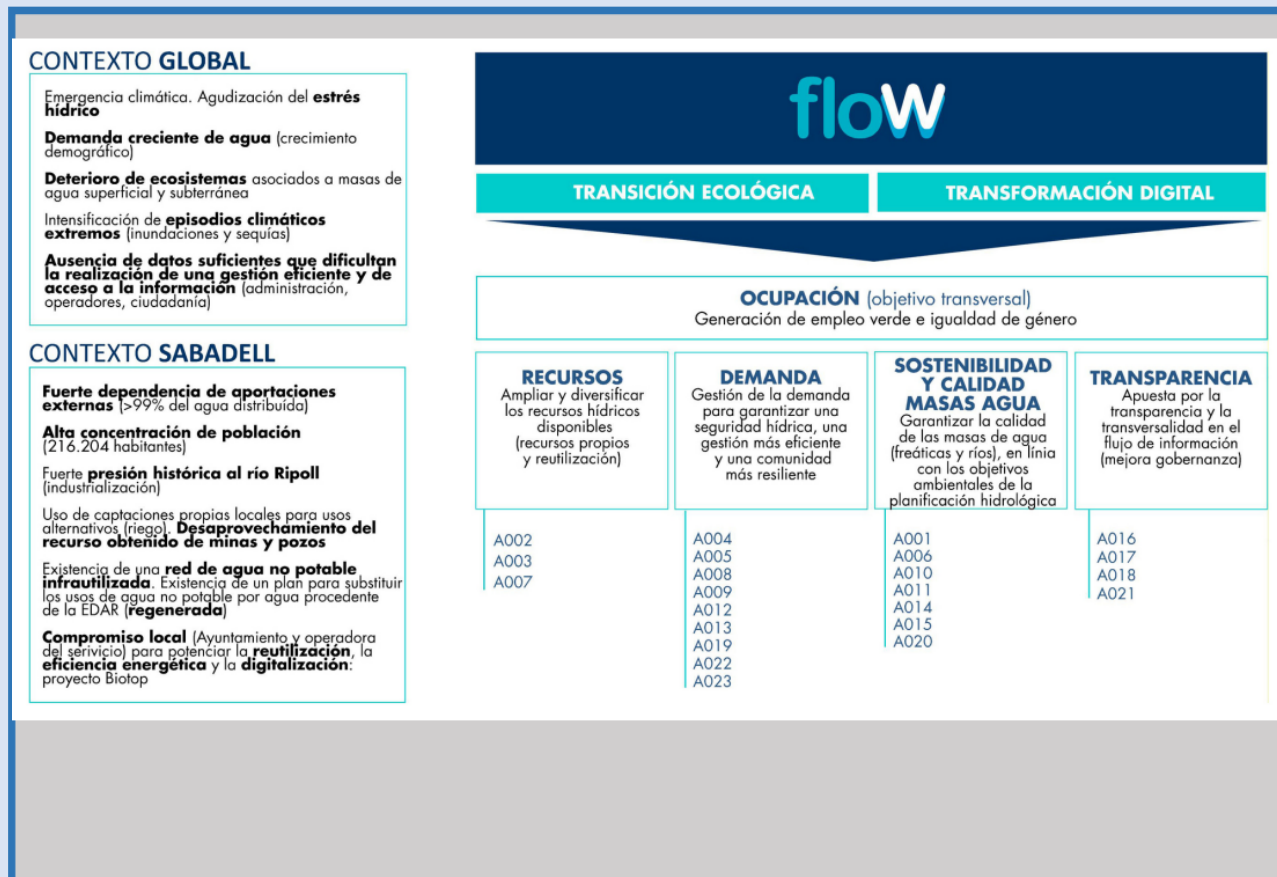 CONTEXTO GLOBAL
Emergencia climática. Agudización del estrés
hídrico
Demanda creciente de agua (crecimiento
demográfico)
Deterioro de ecosistemas asociados a masas de
agua superficial y subterránea
Intensificación de episodios climáticos
extremos (inundaciones y sequías)
Ausencia de datos suficientes que dificultan
la realización de una gestión eficiente y de
acceso a la información (administración,
operadores, ciudadanía)
CONTEXTO SABADELL
Fuerte dependencia de aportaciones
externas (>99% del agua distribuída)
Alta concentración de población
(216.204 habitantes)
Fuerte presión histórica al río Ripoll
(industrialización)
Uso de captaciones propias locales para usos
alternativos (riego). Desaprovechamiento del
recurso obtenido de minas y pozos
Existencia de una red de agua no potable
infrautilizada. Existencia de un plan para substituir
los usos de agua no potable por agua procedente
de la EDAR (regenerada)
Compromiso local (Ayuntamiento y operadora
del serivicio) para potenciar la reutilización, la
eficiencia energética y la digitalización:
proyecto Biotop
floW
TRANSICIÓN ECOLÓGICA
TRANSFORMACIÓN DIGITAL
OCUPACIÓN (objetivo transversal)
Generación de empleo verde e igualdad de género
RECURSOS
Ampliar y diversificar
los recursos hídricos
disponibles
(recursos propios
y reutilización)
A002
A003
A007
DEMANDA
Gestión de la demanda
para garantizar una
seguridad hídrica, una
gestión más eficiente
y una comunidad
más resiliente
A004
A005
A008
A009
A012
A013
A019
A022
A023
SOSTENIBILIDAD
Y CALIDAD
MASAS AGUA
Garantizar la calidad
de las masas de agua
(freáticas y ríos), en línia
con los objetivos
ambientales de la
planificación hidrológica
A001
A006
A010
A011
A014
A015
A020
TRANSPARENCIA
Apuesta por la
transparencia y la
transversalidad en el
flujo de información
(mejora gobernanza)
A016
A017
A018
A021